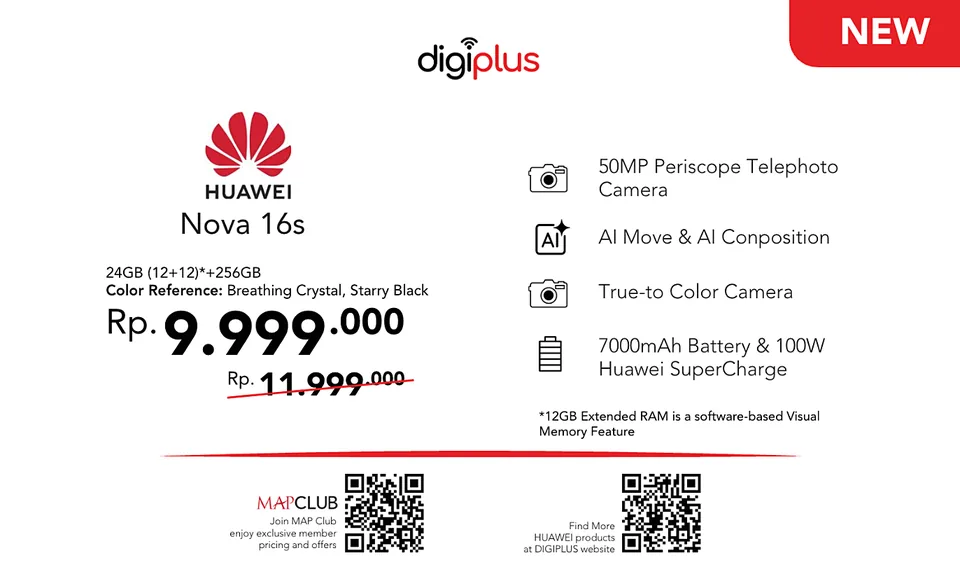 NEW
digiplus
HUAWEI
Nova 16s
24GB (12+12)*+256GB
Color Reference: Breathing Crystal, Starry Black
Rp. 9.999.000
Rp. 11.999.000
50MP Periscope Telephoto
Camera
AI
AI Move & AI Conposition
True-to Color Camera
7000mAh Battery & 100W
Huawei SuperCharge
*12GB Extended RAM is a software-based Visual
Memory Feature
MAPCLUB
Join MAP Club
enjoy exclusive member
pricing and offers
Find More
HUAWEI products
at DIGIPLUS website